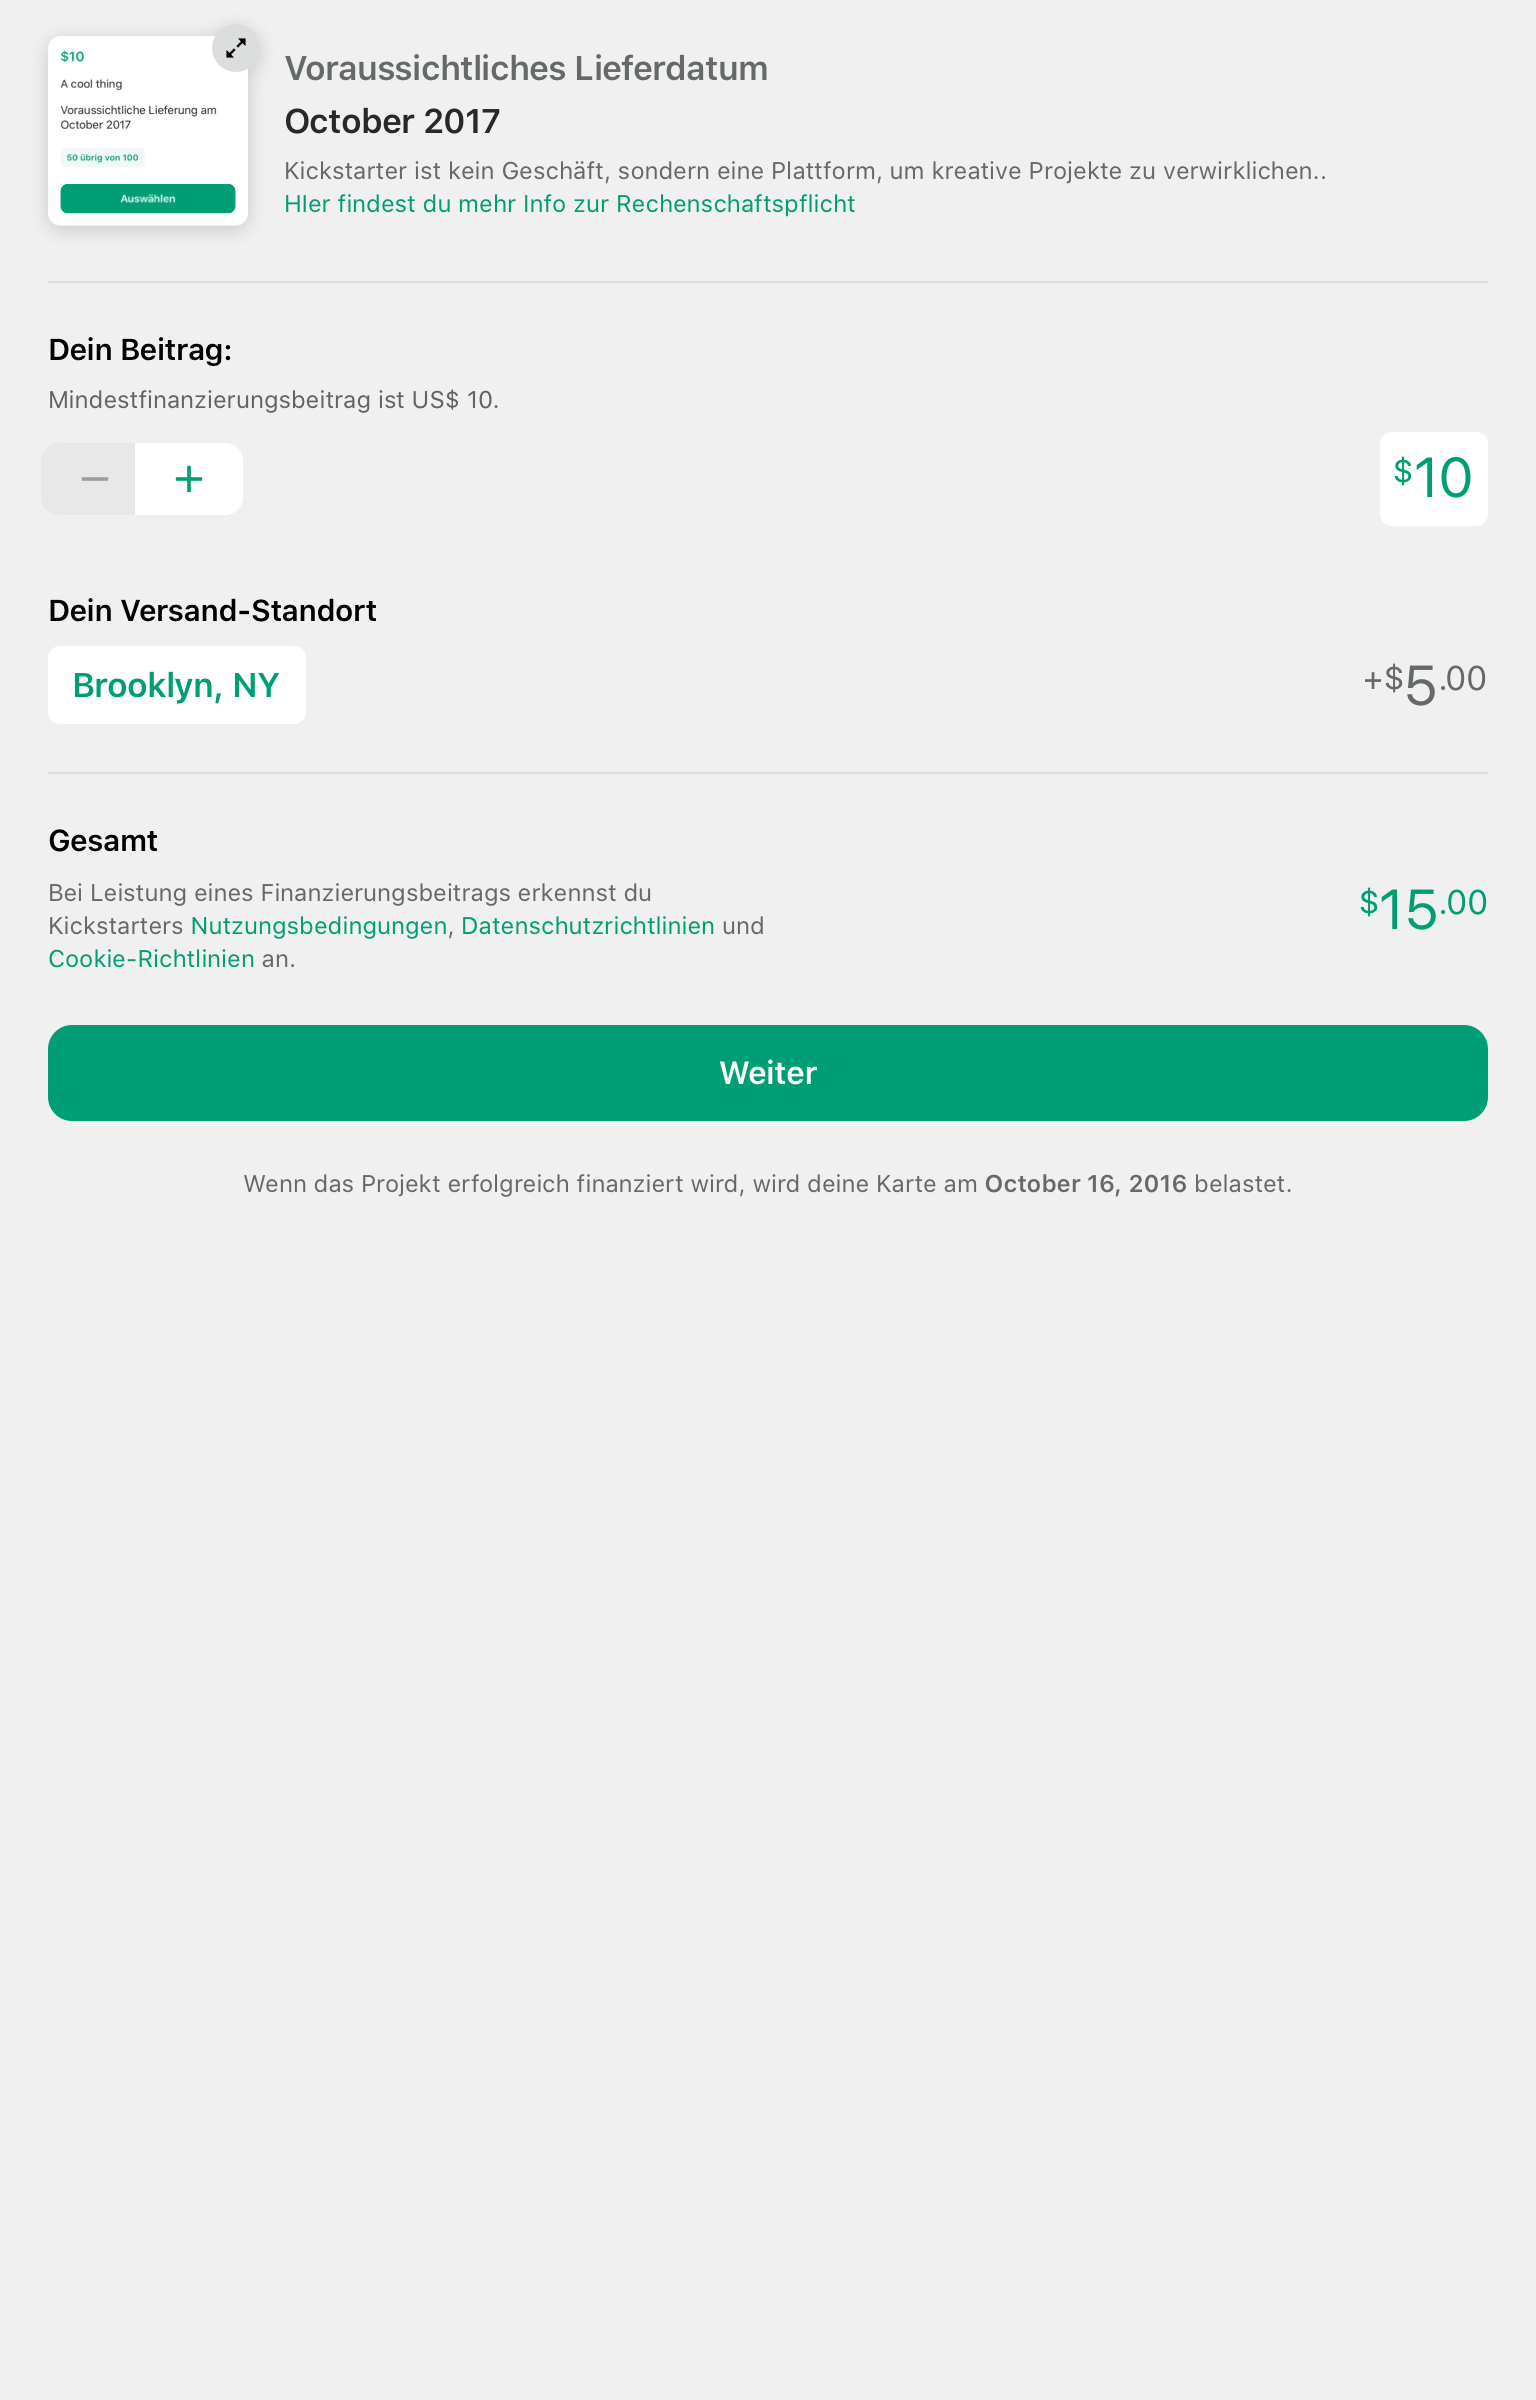 $10
A cool thing
Voraussichtliche Lieferung am
October 2017
50 übrig von 100
Auswählen
Voraussichtliches Lieferdatum
October 2017
Kickstarter ist kein Geschäft, sondern eine Plattform, um kreative Projekte zu verwirklichen..
HIer findest du mehr Info zur Rechenschaftspflicht
Dein Beitrag:
Mindestfinanzierungsbeitrag ist US$ 10.
$10
Dein Versand-Standort
Brooklyn, NY
+$5.00
Gesamt
Bei Leistung eines Finanzierungsbeitrags erkennst du
Kickstarters Nutzungsbedingungen, Datenschutzrichtlinien und
Cookie-Richtlinien an.
$15.00
Weiter
Wenn das Projekt erfolgreich finanziert wird, wird deine Karte am October 16, 2016 belastet.